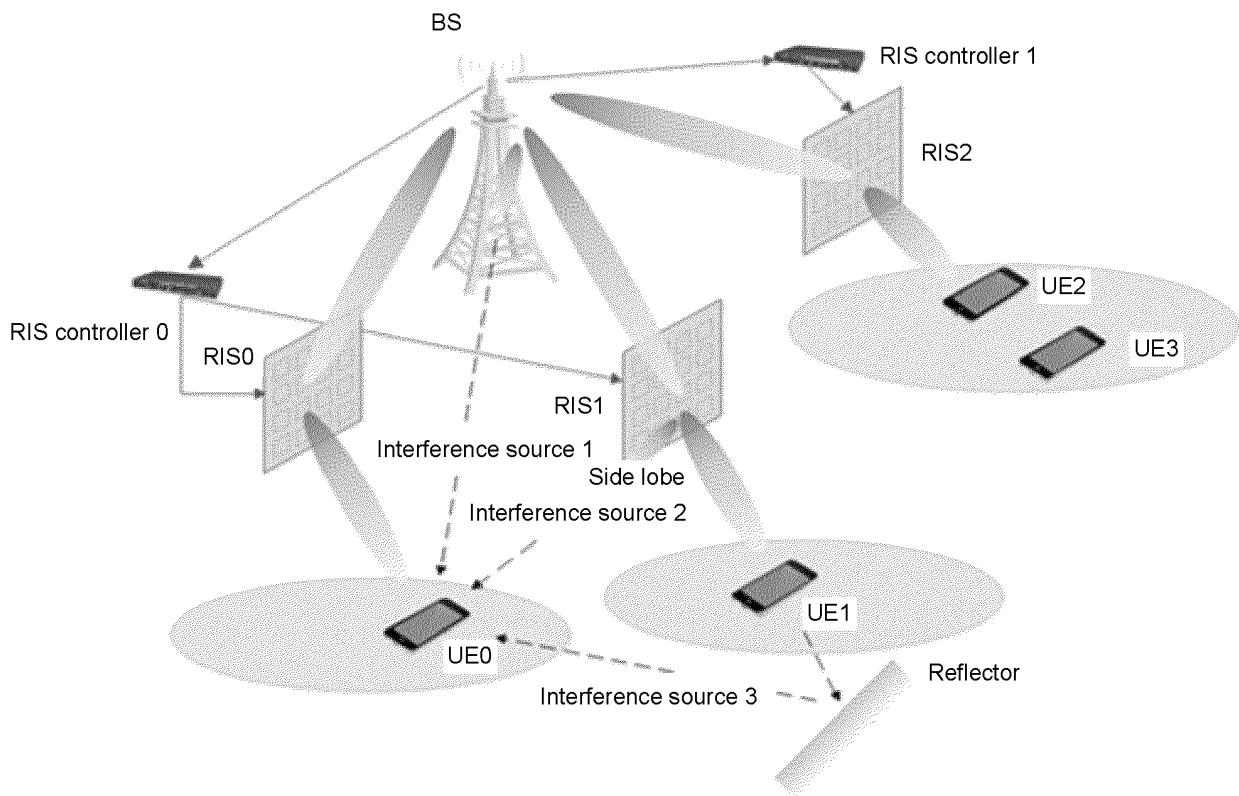 BS
RIS controller 1
RIS2
UE2
UE3
RIS controller 0
RIS0
RIS1
Interference source 1
Side lobe
Interference source 2
UE1
UE0
Reflector
Interference source 3